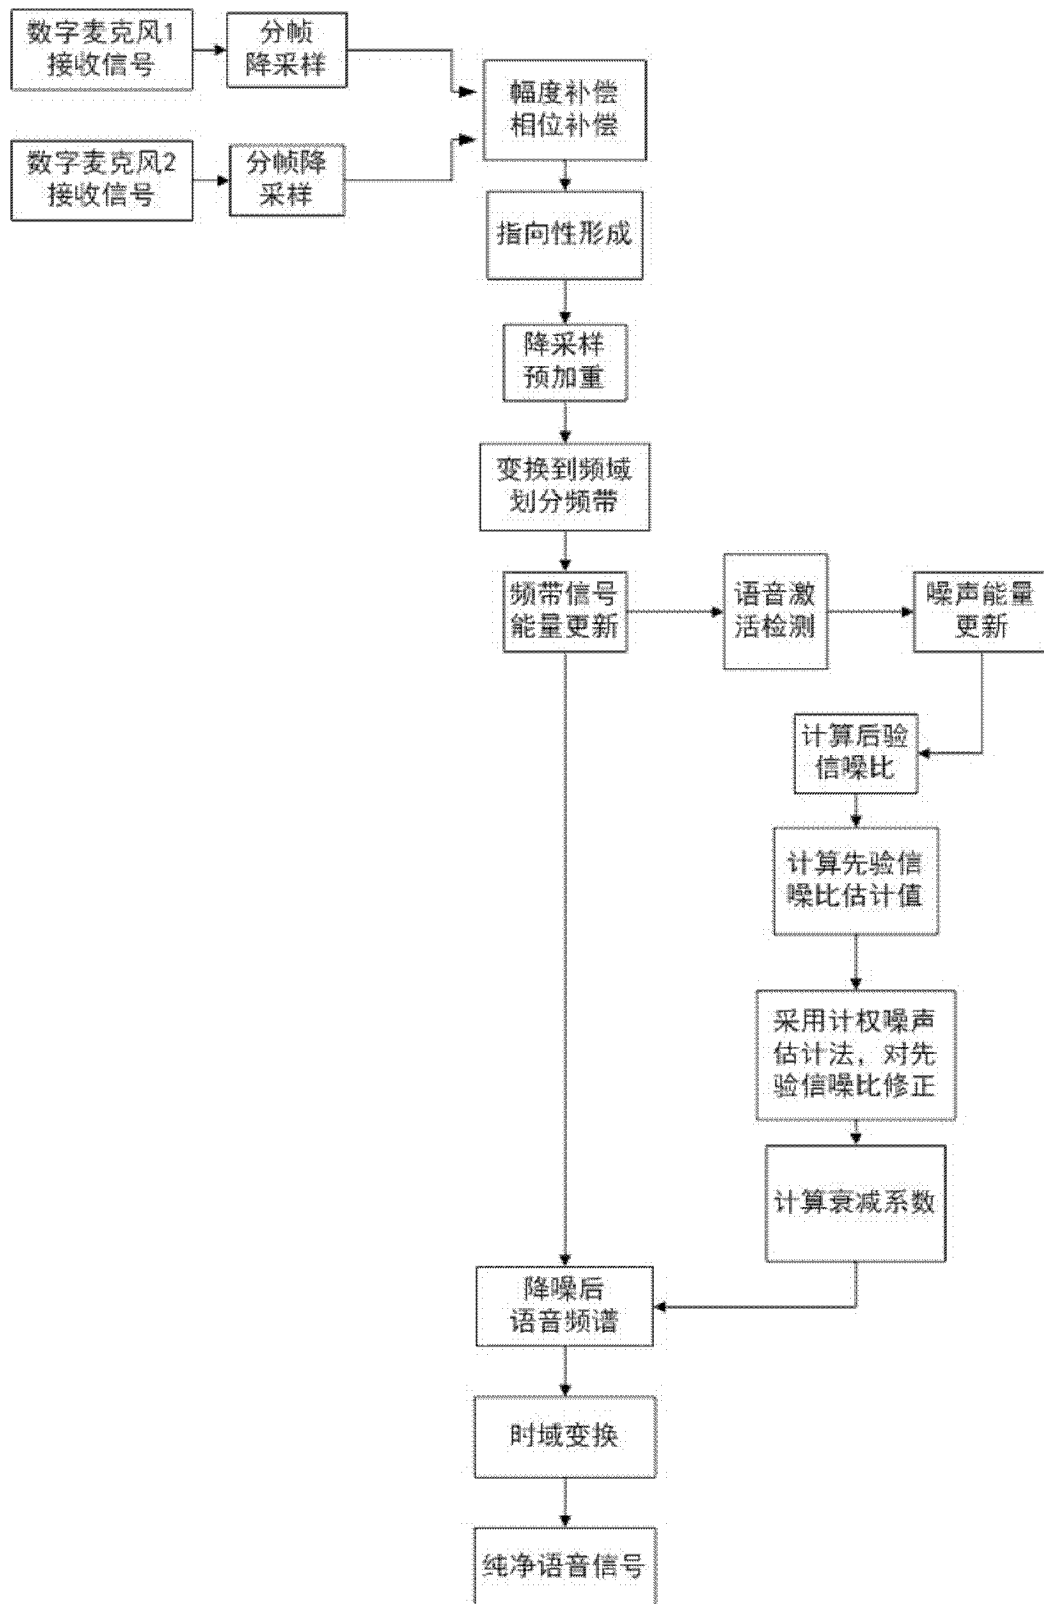 数字麦克风1
接收信号
分帧
降采样
数字麦克风2
接收信号
分帧降
采样
幅度补偿
相位补偿
指向性形成
降采样
预加重
变换到频域
划分频带
频带信号
能量更新
语音激
活检测
噪声能量
更新
计算后验
信噪比
计算先验信
噪比估计值
采用计权噪声
估计法，对先
验信噪比修正
计算衰减系数
降噪后
语音频谱
时域变换
纯净语音信号